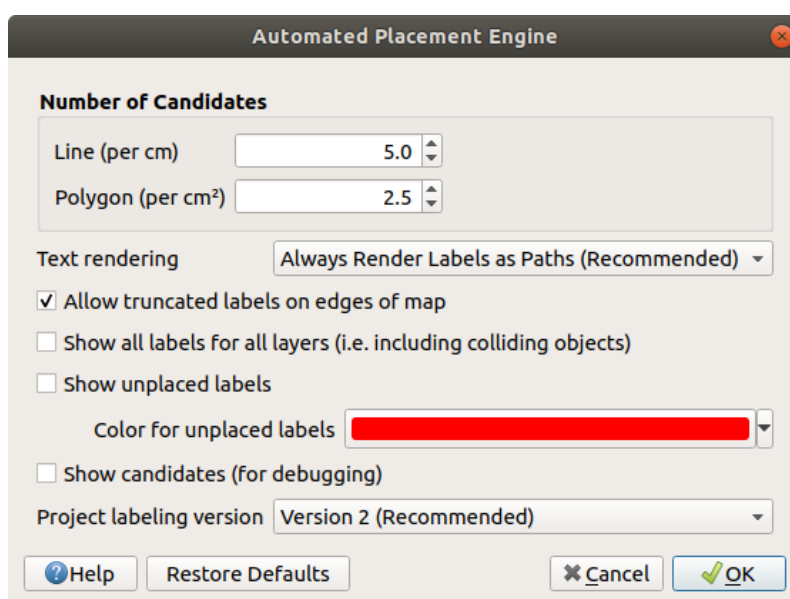 Automated Placement Engine
Number of Candidates
Line (per cm) 5.0
Polygon (per cm²) 2.5
Text rendering Always Render Labels as Paths (Recommended)
Allow truncated labels on edges of map
Show all labels for all layers (i.e. including colliding objects)
Show unplaced labels
Color for unplaced labels
Show candidates (for debugging)
Project labeling version Version 2 (Recommended)
Help Restore Defaults Cancel OK